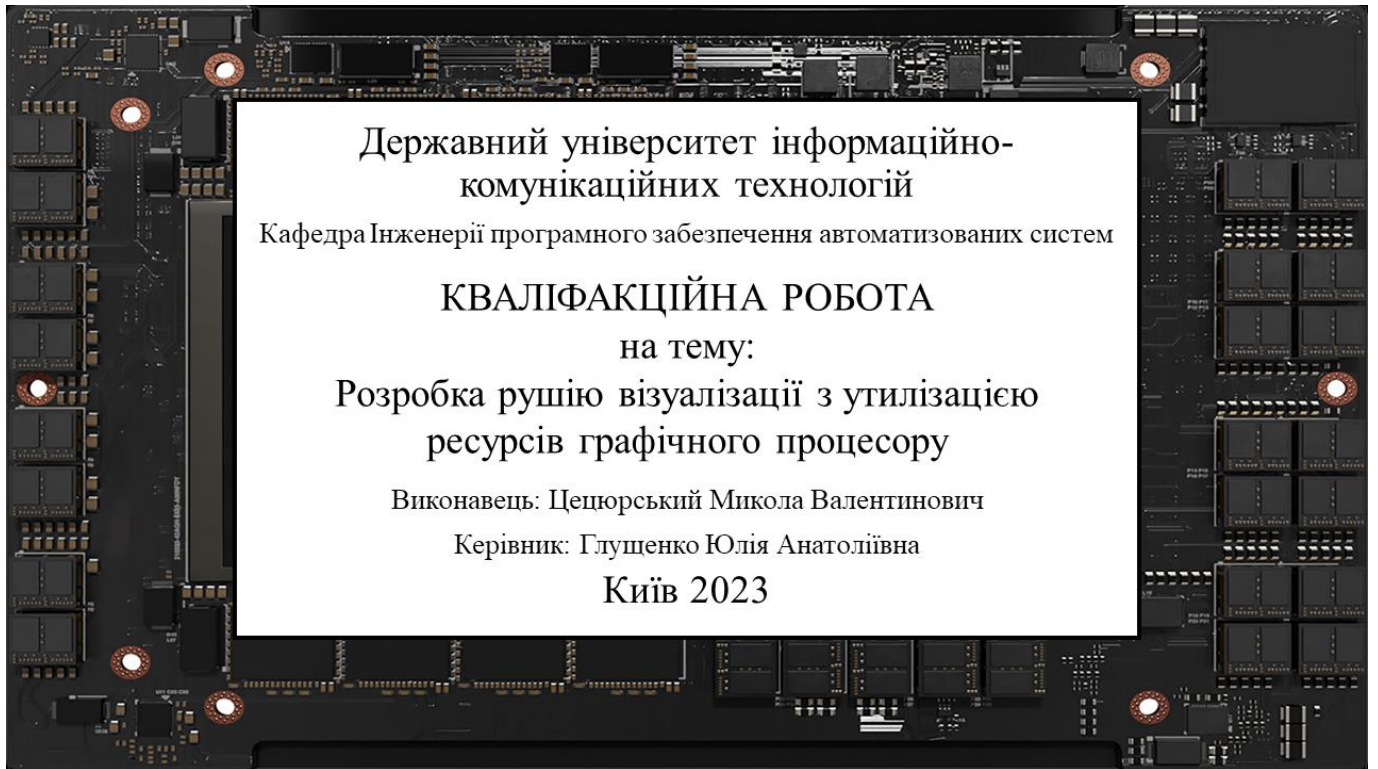 Державний університет інформаційно-
комунікаційних технологій
Кафедра Інженерії програмного забезпечення автоматизованих систем
КВАЛІФАКЦІЙНА РОБОТА
на тему:
Розробка рушію візуалізації з утилізацією
ресурсів графічного процесору
Виконавець: Цецюрський Микола Валентинович
Керівник: Глущенко Юлія Анатоліївна
Київ 2023